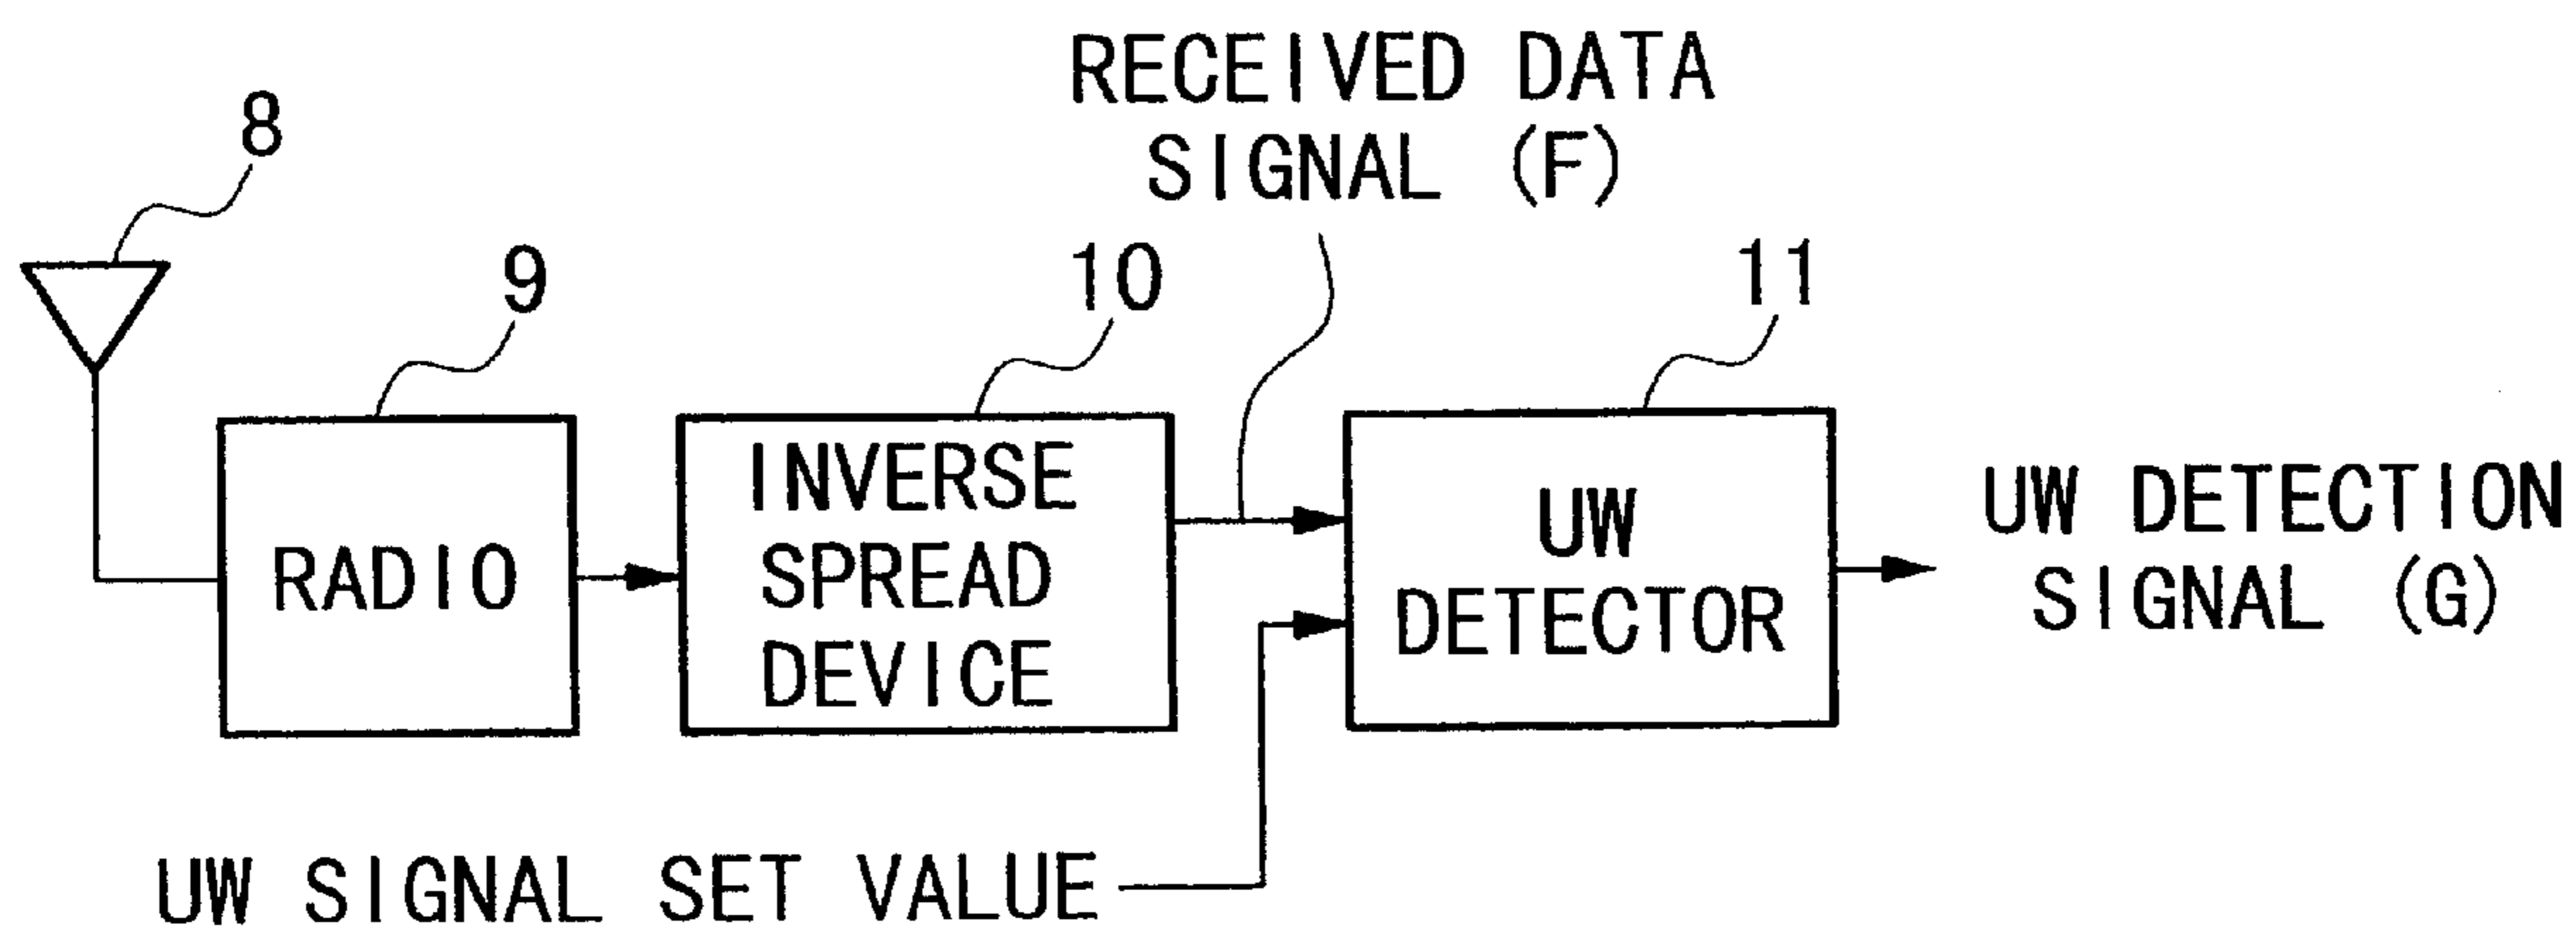 RECEIVED DATA
SIGNAL (F)
8
9
10
11
RADIO
INVERSE
SPREAD
DEVICE
UW
DETECTOR
UW DETECTION
SIGNAL (G)
UW SIGNAL SET VALUE